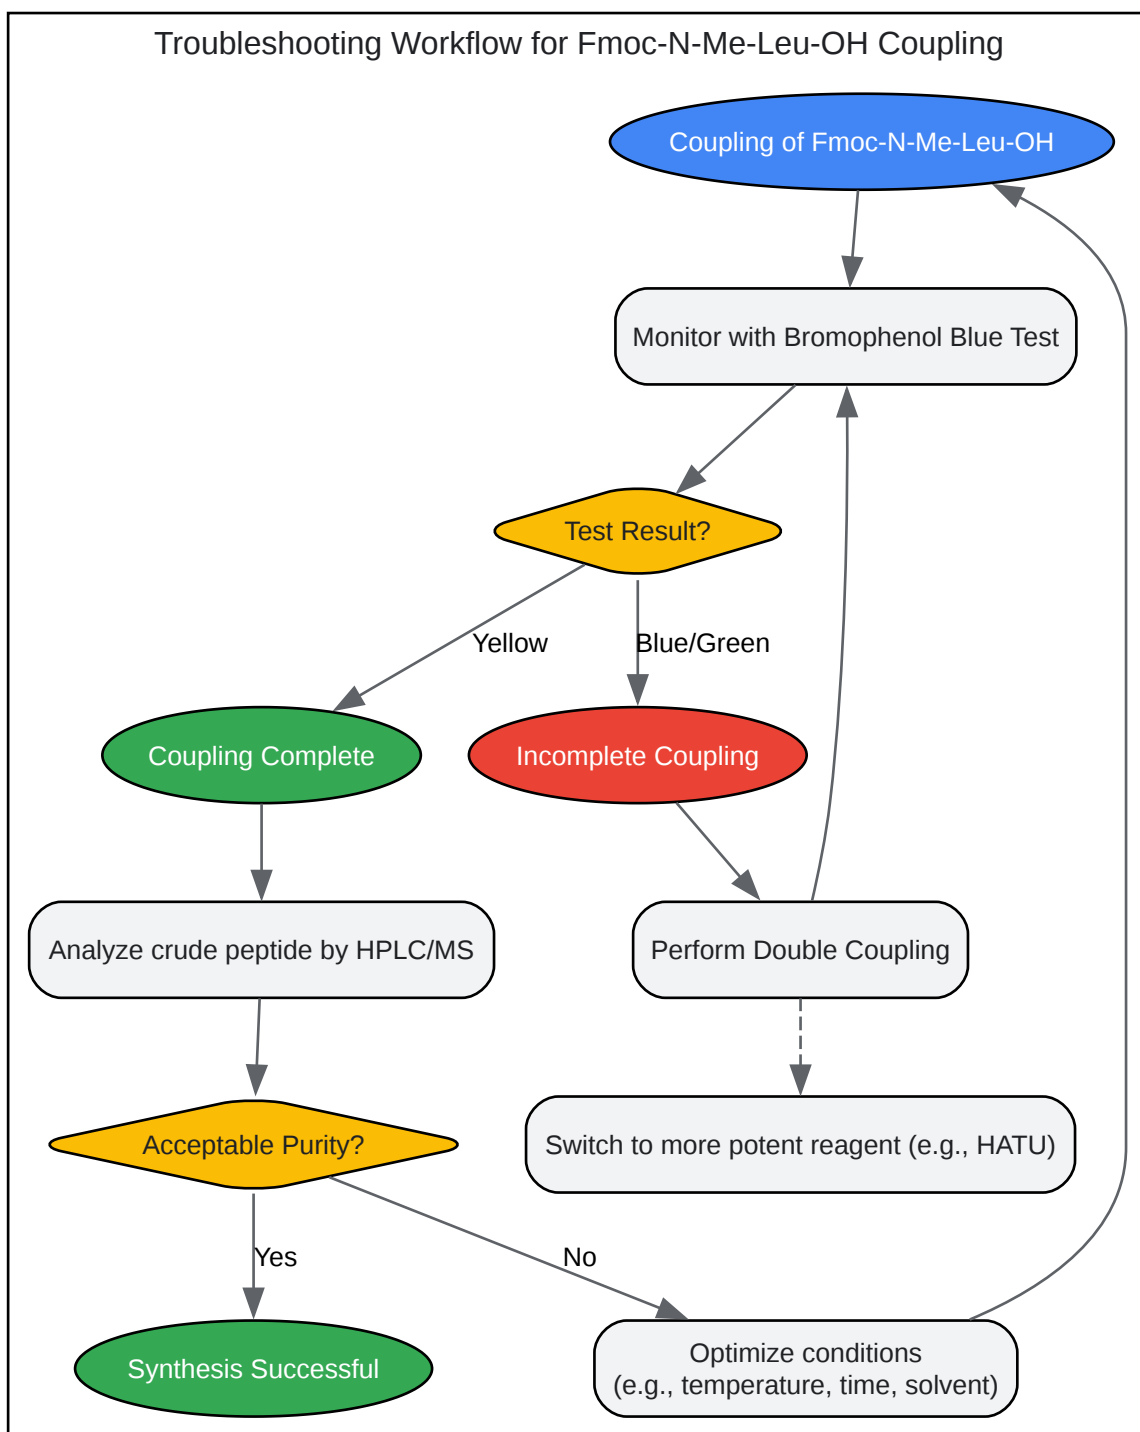 Troubleshooting Workflow for Fmoc-N-Me-Leu-OH Coupling
Coupling of Fmoc-N-Me-Leu-OH
Monitor with Bromophenol Blue Test
Test Result?
Yellow
Blue/Green
Coupling Complete
Incomplete Coupling
Analyze crude peptide by HPLC/MS
Perform Double Coupling
Acceptable Purity?
Switch to more potent reagent (e.g., HATU)
Yes
No
Synthesis Successful
Optimize conditions
(e.g., temperature, time, solvent)